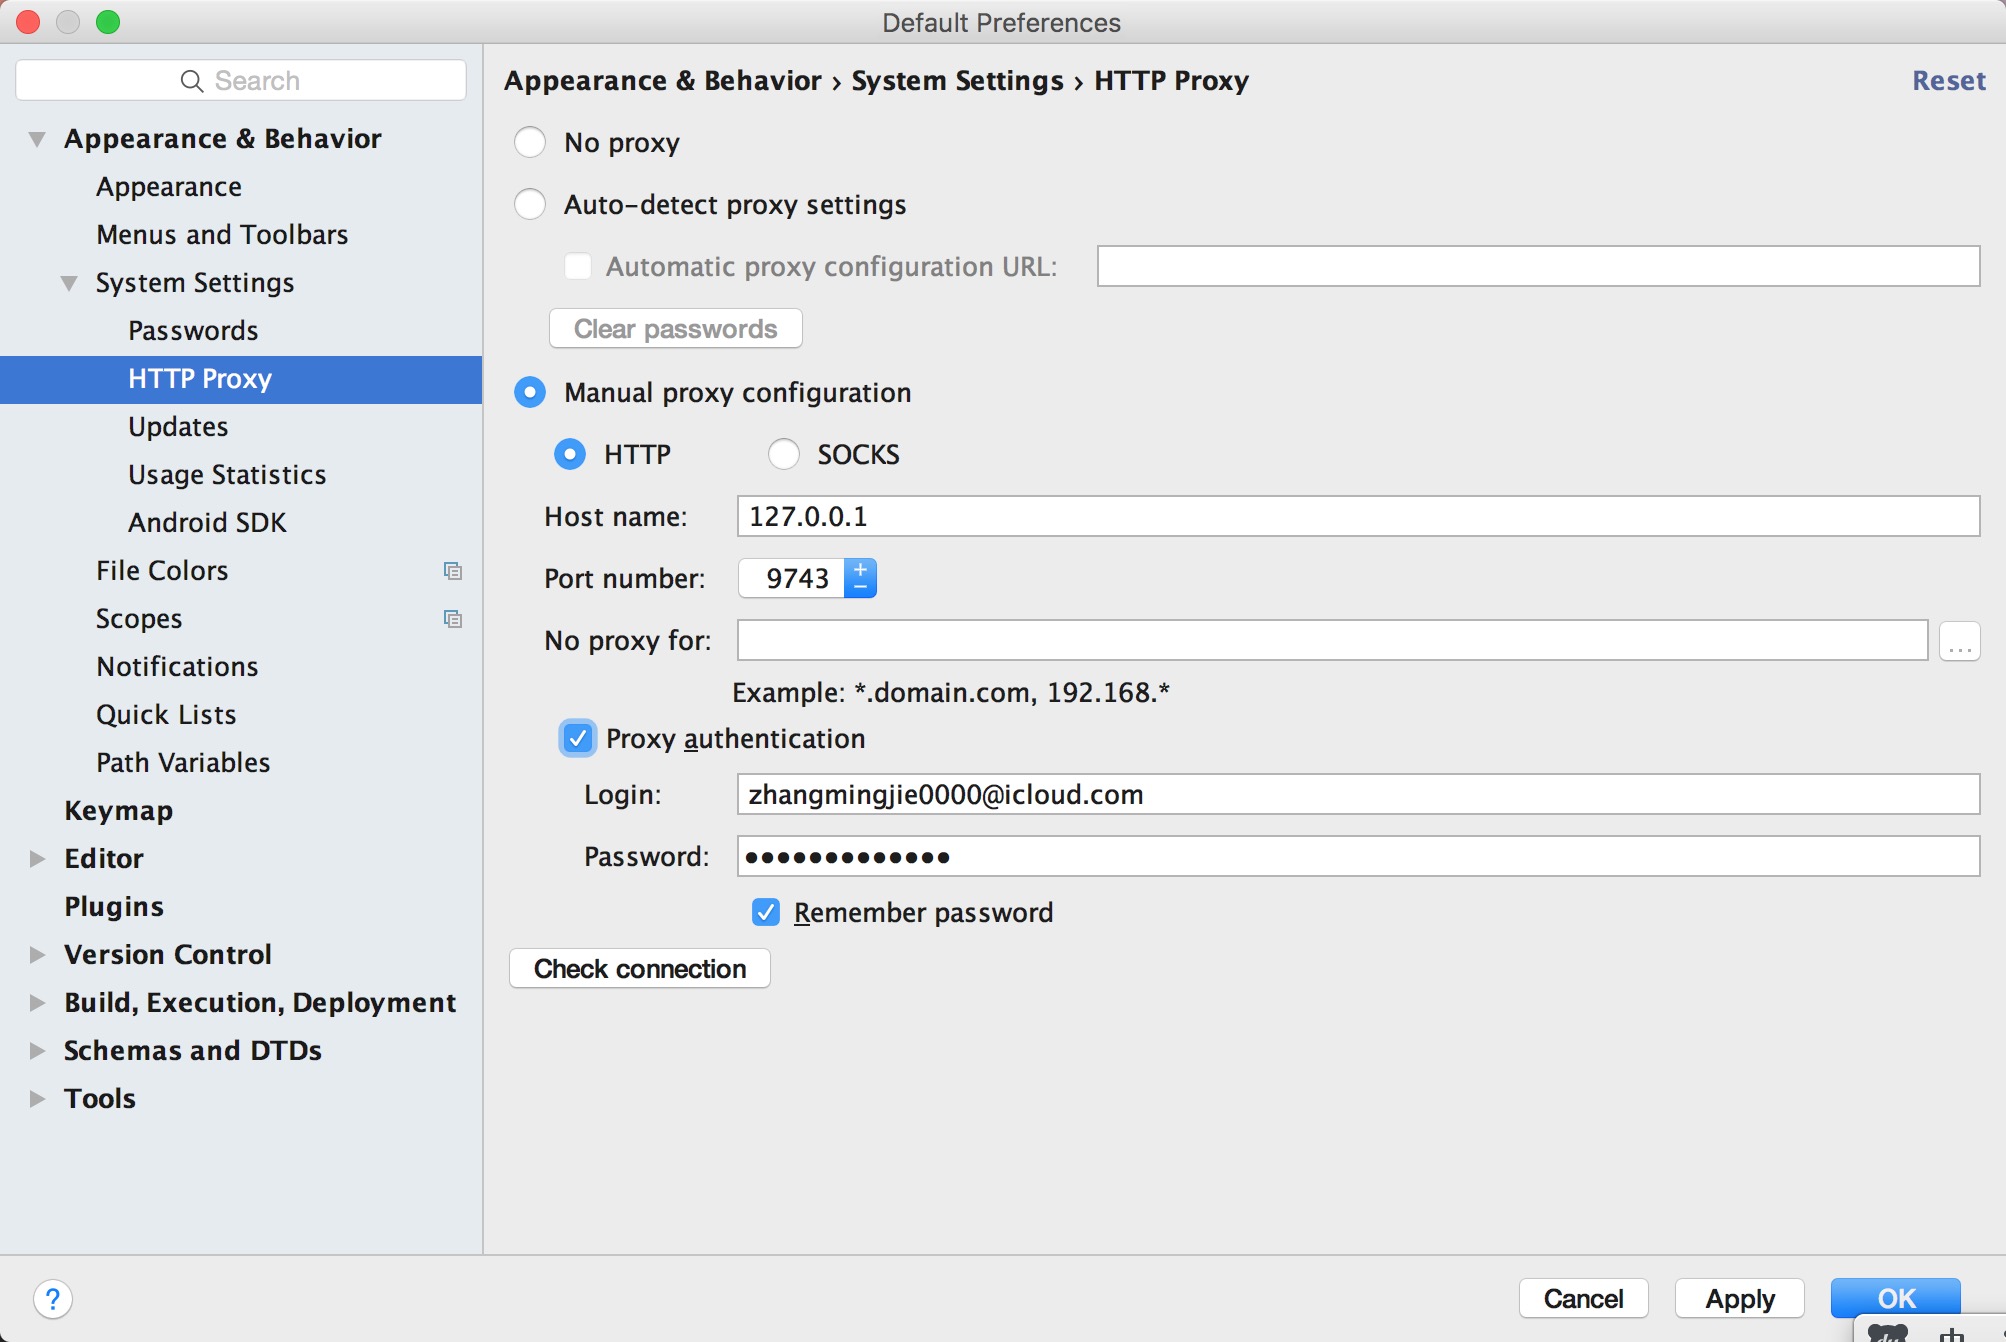 Default Preferences
Search
Appearance & Behavior
Appearance
Menus and Toolbars
System Settings
Passwords
HTTP Proxy
Updates
Usage Statistics
Android SDK
File Colors
Scopes
Notifications
Quick Lists
Path Variables
Keymap
Editor
Plugins
Version Control
Build, Execution, Deployment
Schemas and DTDs
Tools
Appearance & Behavior › System Settings › HTTP Proxy
Reset
No proxy
Auto-detect proxy settings
Automatic proxy configuration URL:
Clear passwords
Manual proxy configuration
HTTP SOCKS
Host name: 127.0.0.1
Port number: 9743
No proxy for:
...
Example: *.domain.com, 192.168.*
Proxy authentication
Login: zhangmingjie0000@icloud.com
Password: •••••••••••••
Remember password
Check connection
?
Cancel Apply OK